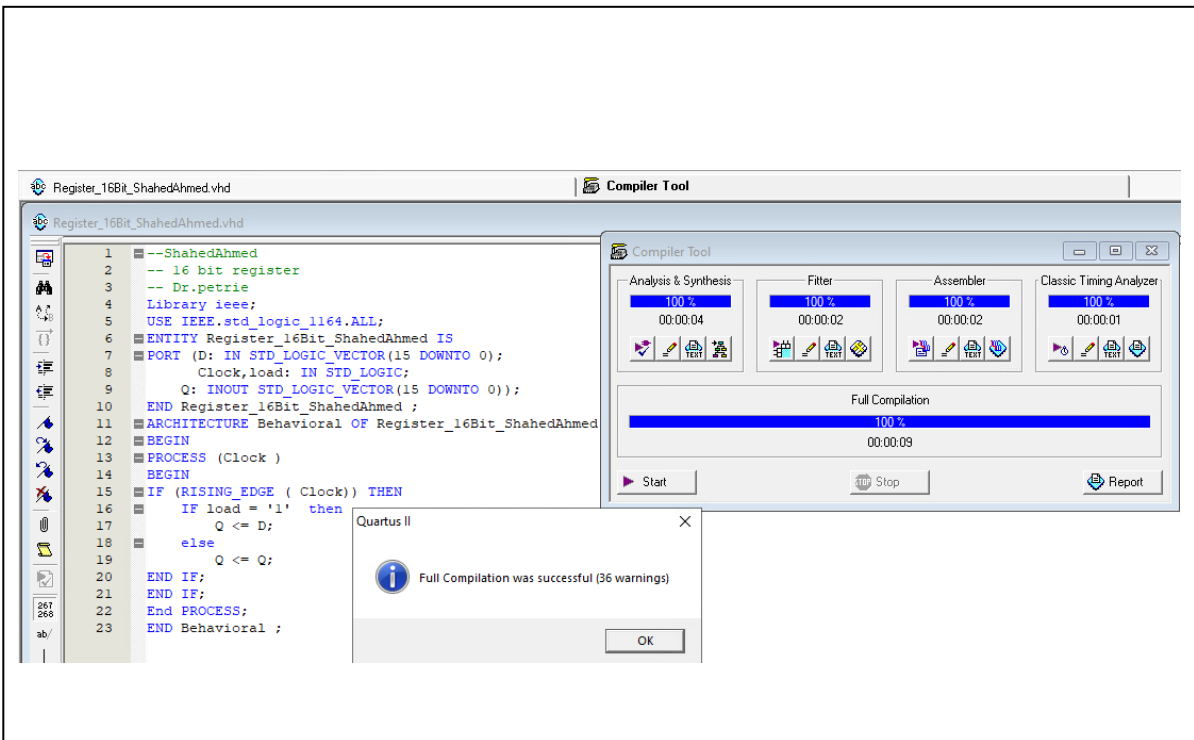 Register_16Bit_ShahedAhmed.vhd
Compiler Tool
Register_16Bit_ShahedAhmed.vhd
1 --ShahedAhmed
2 -- 16 bit register
3 -- Dr.petrie
4 Library ieee;
5 USE IEEE.std_logic_1164.ALL;
6 ENTITY Register_16Bit_ShahedAhmed IS
7 PORT (D: IN STD_LOGIC_VECTOR(15 DOWNTO 0);
8 Clock,load: IN STD_LOGIC;
9 Q: INOUT STD_LOGIC_VECTOR(15 DOWNTO 0));
10 END Register_16Bit_ShahedAhmed ;
11 ARCHITECTURE Behavioral OF Register_16Bit_ShahedAhmed
12 BEGIN
13 PROCESS (Clock )
14 BEGIN
15 IF (RISING_EDGE ( Clock)) THEN
16 IF load = '1' then
17 Q <= D;
18 else
19 Q <= Q;
20 END IF;
21 END IF;
22 End PROCESS;
23 END Behavioral ;
267
268
ab/
Compiler Tool
Analysis & Synthesis
100 %
00:00:04
Fitter
100 %
00:00:02
Assembler
100 %
00:00:02
Classic Timing Analyzer
100 %
00:00:01
TEXT
TEXT
TEXT
TEXT
Full Compilation
100 %
00:00:09
Start
STOP Stop
Report
Quartus II
Full Compilation was successful (36 warnings)
OK